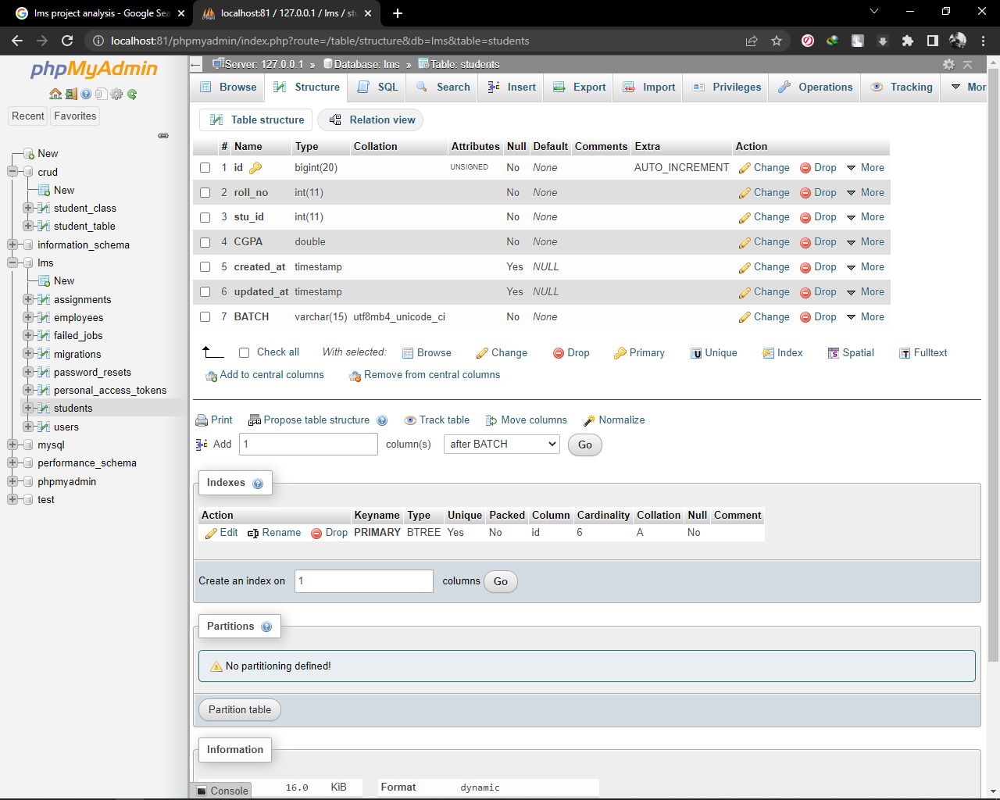 lms project analysis - Google Sea
localhost:81 / 127.0.0.1 / lms / stu
localhost:81/phpmyadmin/index.php?route=/table/structure&db=lms&table=students
phpMyAdmin
Recent
Favorites
New
crud
New
student_class
student_table
information_schema
lms
New
assignments
employees
failed_jobs
migrations
password_resets
personal_access_tokens
students
users
mysql
performance_schema
phpmyadmin
test
Server: 127.0.0.1 » Database: lms » Table: students
Browse Structure SQL Search Insert Export Import Privileges Operations Tracking Mor
Table structure Relation view
# Name Type Collation Attributes Null Default Comments Extra Action
1 id bigint(20) UNSIGNED No None AUTO_INCREMENT Change Drop More
2 roll_no int(11) No None Change Drop More
3 stu_id int(11) No None Change Drop More
4 CGPA double No None Change Drop More
5 created_at timestamp Yes NULL Change Drop More
6 updated_at timestamp Yes NULL Change Drop More
7 BATCH varchar(15) utf8mb4_unicode_ci No None Change Drop More
Check all With selected: Browse Change Drop Primary Unique Index Spatial Fulltext
Add to central columns Remove from central columns
Print Propose table structure Track table Move columns Normalize
Add 1 column(s) after BATCH Go
Indexes
Action Keyname Type Unique Packed Column Cardinality Collation Null Comment
Edit Rename Drop PRIMARY BTREE Yes No id 6 A No
Create an index on 1 columns Go
Partitions
No partitioning defined!
Partition table
Information
16.0 KiB Format dynamic
Console